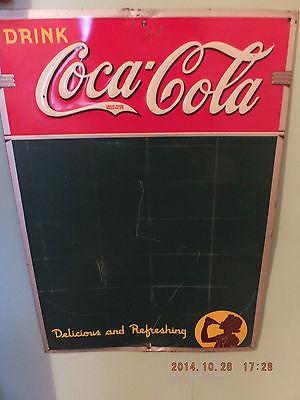 DRINK
Coca-Cola
Delicious and Refreshing
2014.10.28 17:28